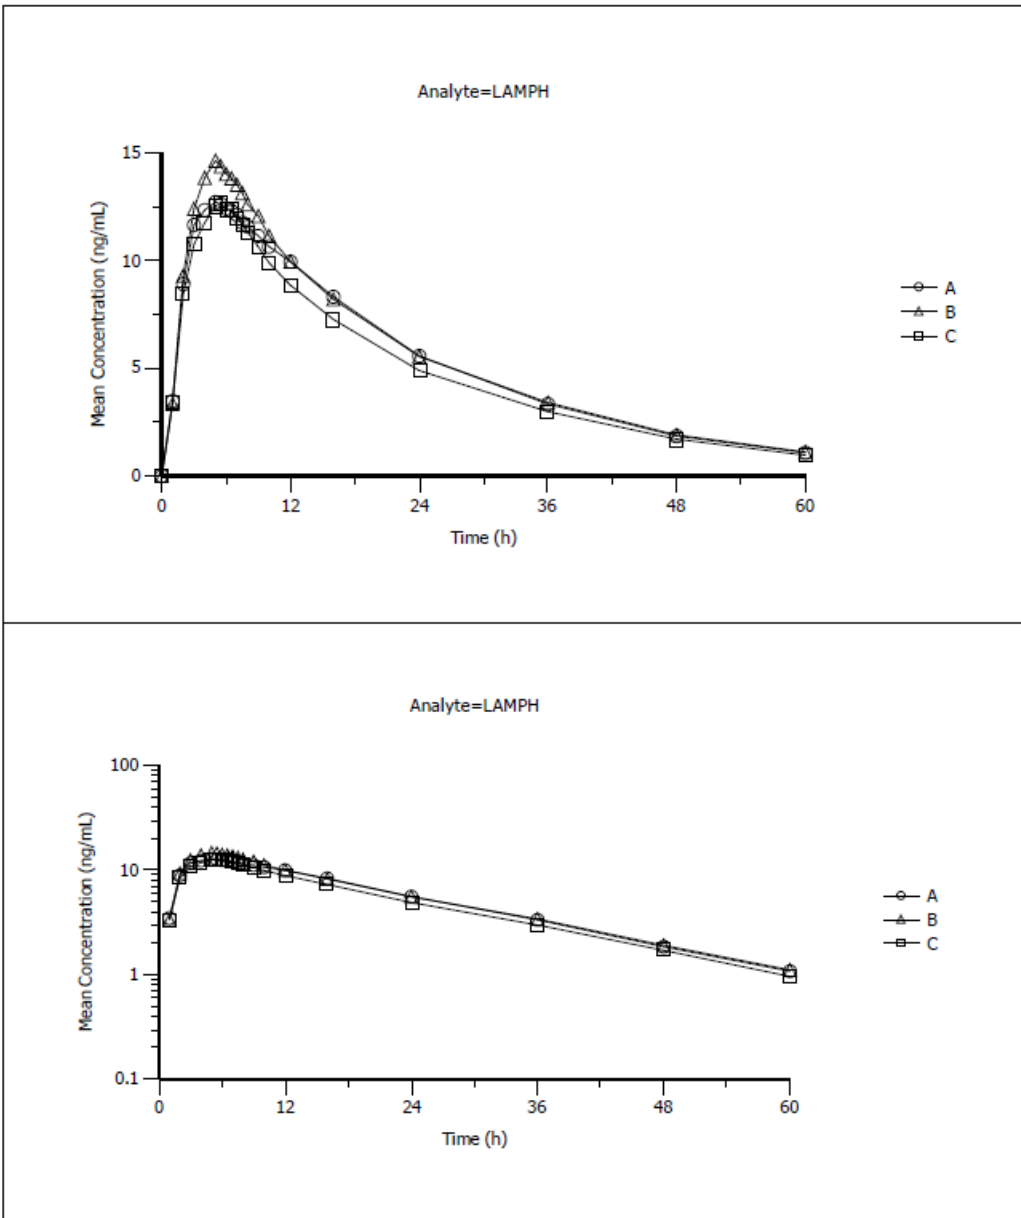 Analyte=LAMPH
15
10
5
0
Mean Concentration (ng/mL)
0 12 24 36 48 60
Time (h)
A
B
C
Analyte=LAMPH
100
10
1
0.1
Mean Concentration (ng/mL)
0 12 24 36 48 60
Time (h)
A
B
C